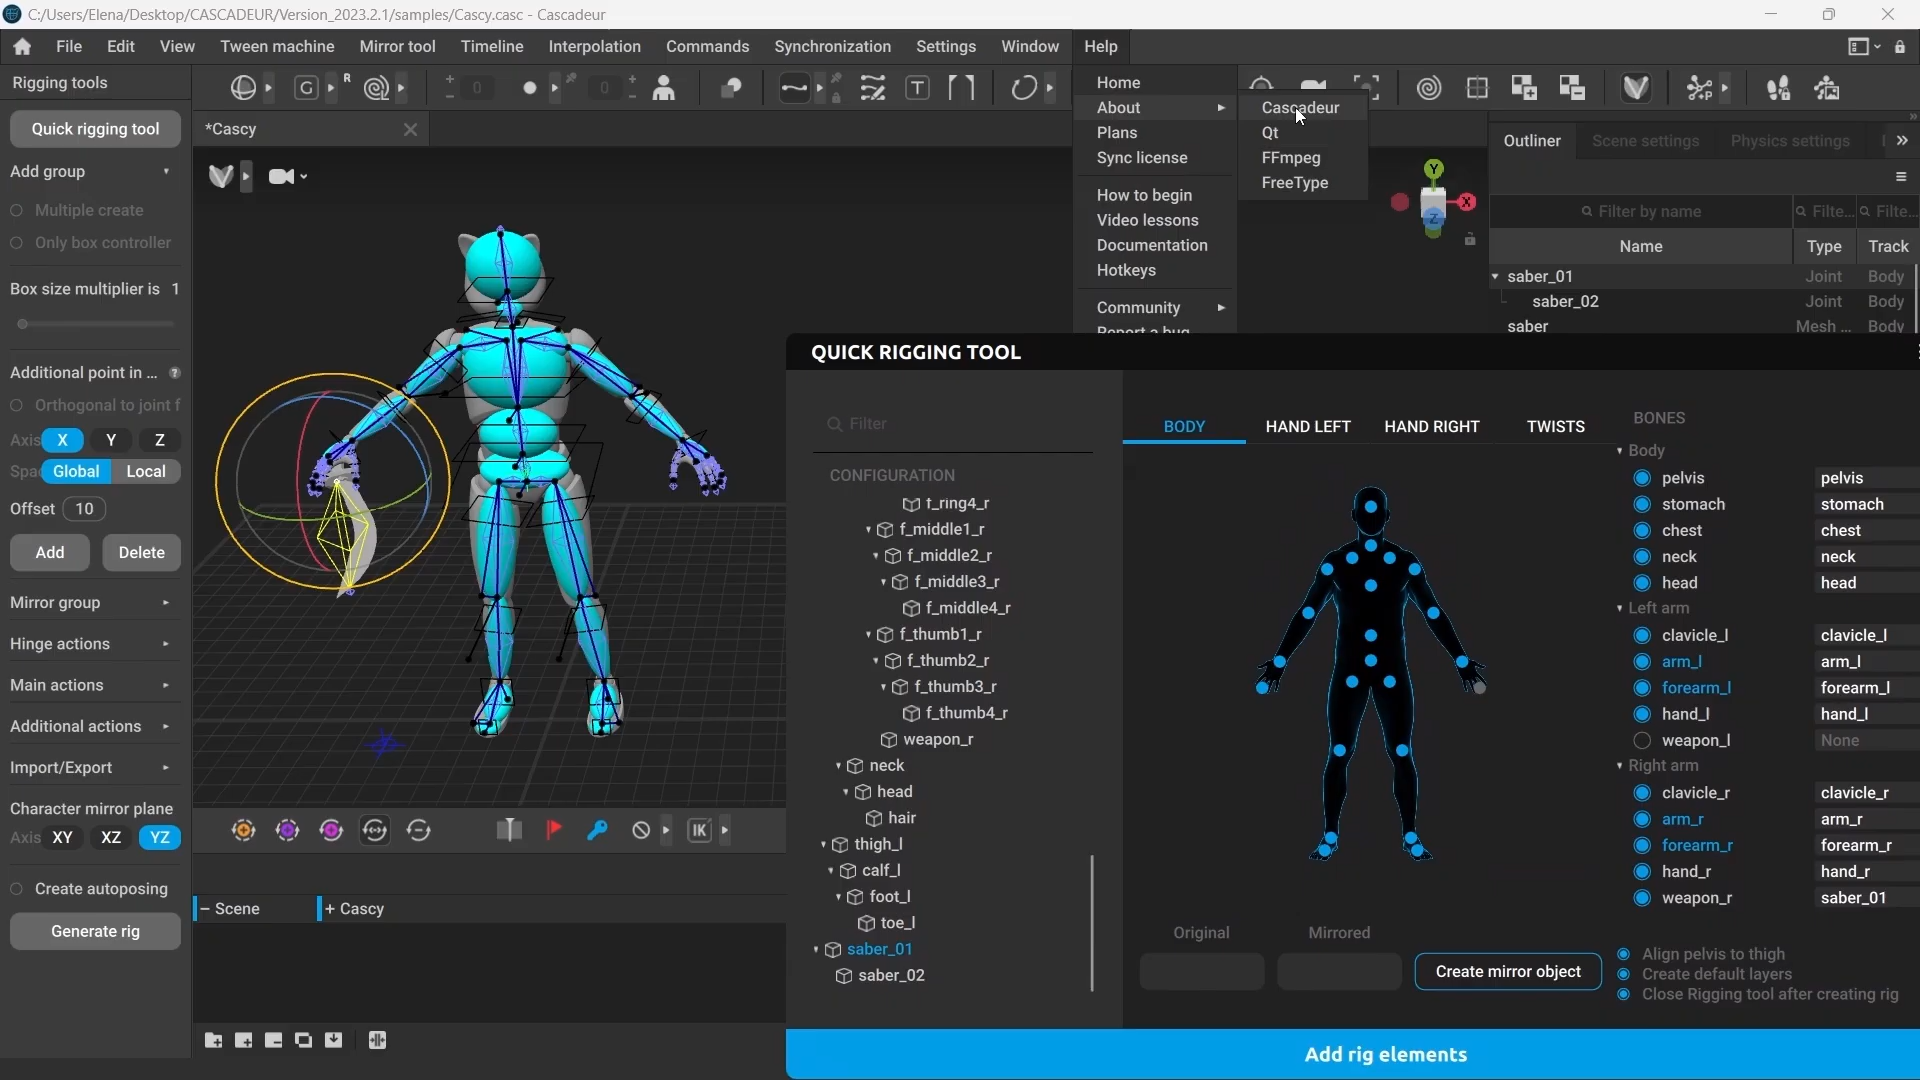 C:/Users/Elena/Desktop/CASCADEUR/Version_2023.2.1/samples/Cascy.casc - Cascadeur
File Edit View Tween machine Mirror tool Timeline Interpolation Commands Synchronization Settings Window Help
Rigging tools
Quick rigging tool
Add group
Multiple create
Only box controller
Box size multiplier is 1
Additional point in ... ?
Orthogonal to joint f
Axis X Y Z
Global Local
Offset 10
Add Delete
Mirror group
Hinge actions
Main actions
Additional actions
Import/Export
Character mirror plane
Axis XY XZ YZ
Create autoposing
Generate rig
G R 0 0 T
*Cascy
Home
About
Plans
Sync license
How to begin
Video lessons
Documentation
Hotkeys
Community
Report a bug
Cascadeur
Qt
FFmpeg
FreeType
Y
X
Z
IK
- Scene + Cascy
Outliner Scene settings Physics settings
Filter by name Filte... Filte...
Name Type Track
saber_01 Joint Body
saber_02 Joint Body
saber Mesh ... Body
QUICK RIGGING TOOL
Filter
CONFIGURATION
f_ring4_r
f_middle1_r
f_middle2_r
f_middle3_r
f_middle4_r
f_thumb1_r
f_thumb2_r
f_thumb3_r
f_thumb4_r
weapon_r
neck
head
hair
thigh_l
calf_l
foot_l
toe_l
saber_01
saber_02
BODY HAND LEFT HAND RIGHT TWISTS
Original Mirrored
Create mirror object
BONES
Body
pelvis pelvis
stomach stomach
chest chest
neck neck
head head
Left arm
clavicle_l clavicle_l
arm_l arm_l
forearm_l forearm_l
hand_l hand_l
weapon_l None
Right arm
clavicle_r clavicle_r
arm_r arm_r
forearm_r forearm_r
hand_r hand_r
weapon_r saber_01
Align pelvis to thigh
Create default layers
Close Rigging tool after creating rig
Add rig elements